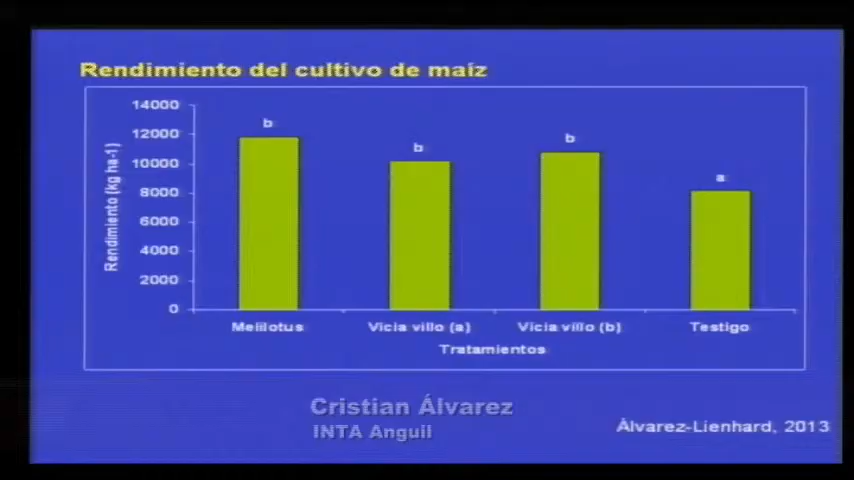 Rendimiento del cultivo de maíz
14000
12000
10000
8000
6000
4000
2000
0
Rendimiento (kg ha-1)
b
b
b
a
Melilotus
Vicia villo (a)
Vicia villo (b)
Testigo
Tratamientos
Cristian Álvarez
INTA Anguil
Álvarez-Lienhard, 2013